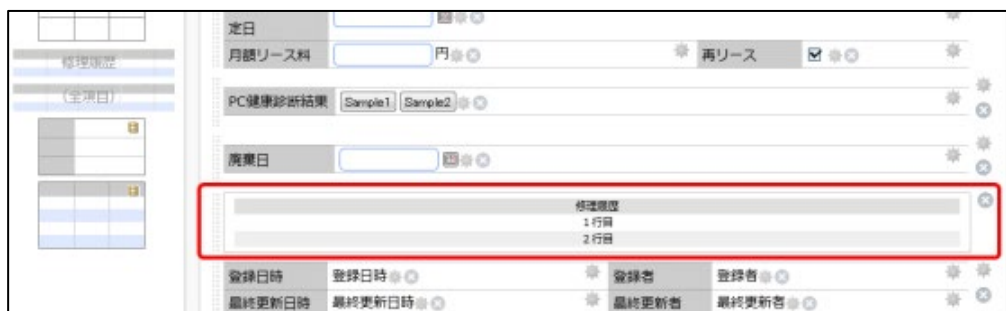 定日
月額リース料 円 再リース
修理履歴
(全項目)
PC健康診断結果 Sample1 Sample2
廃棄日
修理履歴
1行目
2行目
登録日時 登録日時 登録者 登録者
最終更新日時 最終更新日時 最終更新者 最終更新者